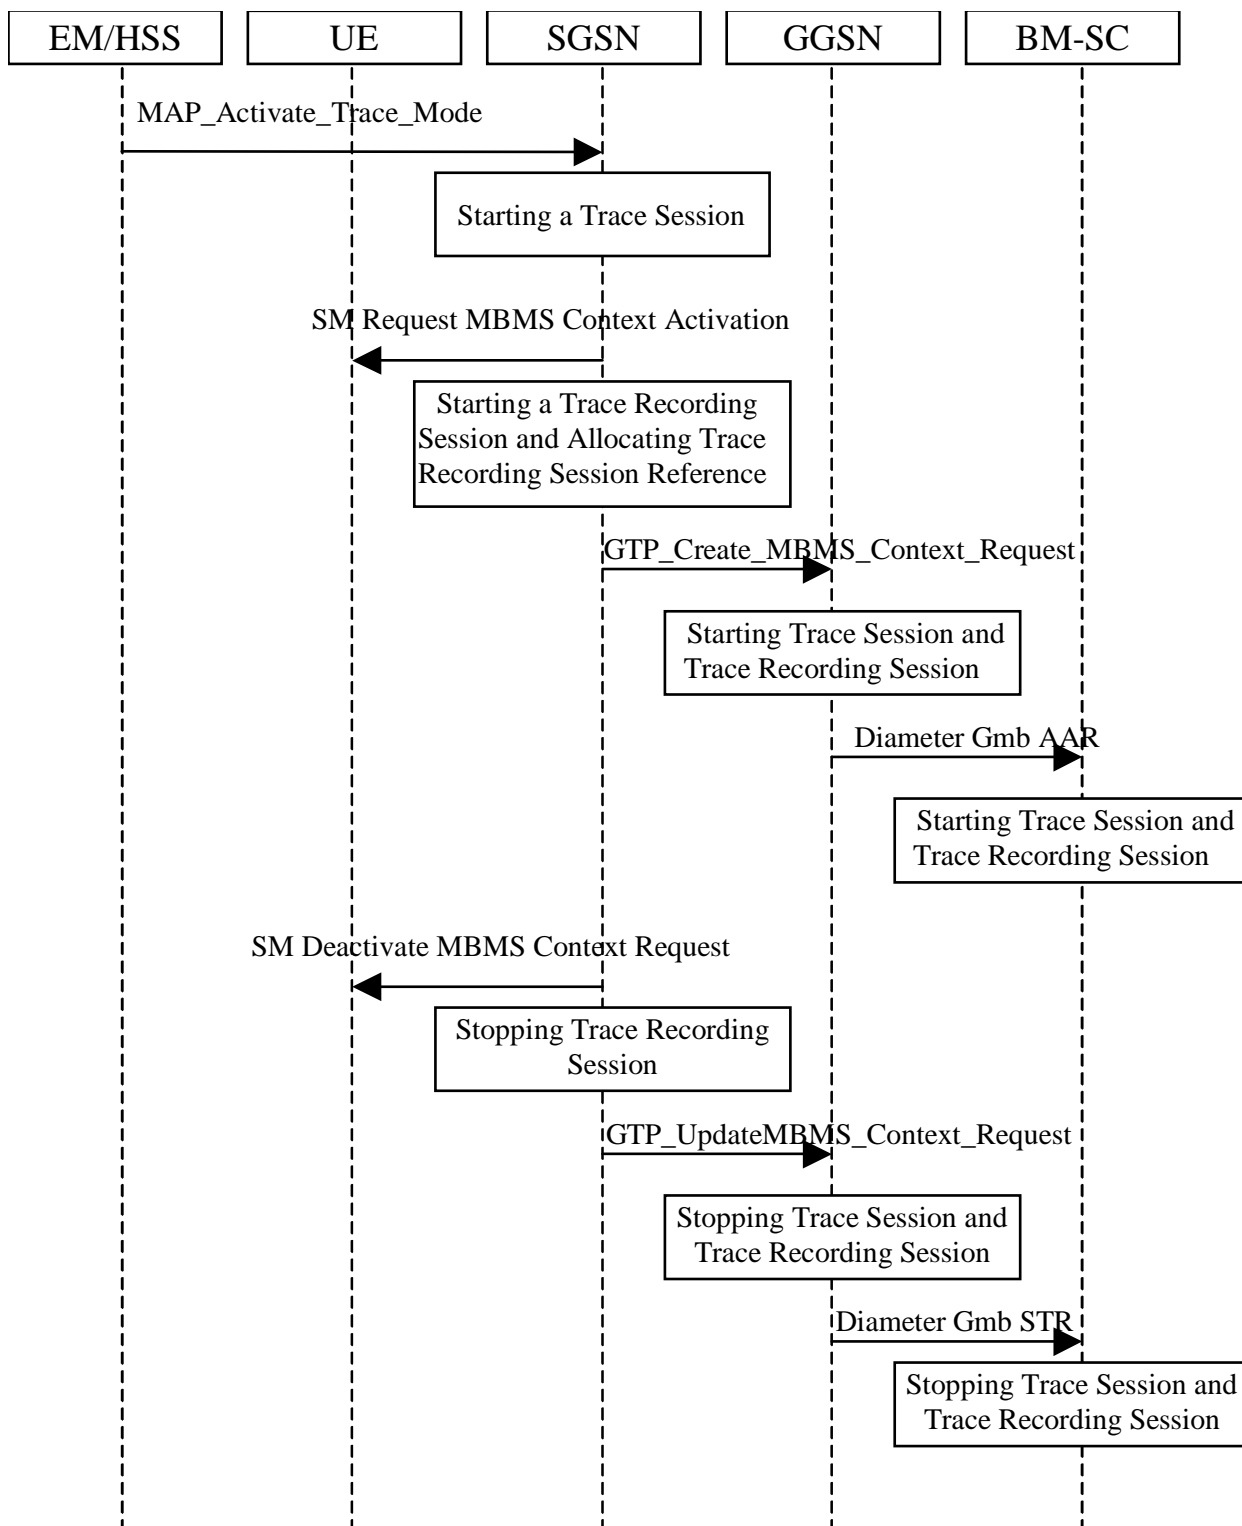 EM/HSS
UE
SGSN
GGSN
BM-SC
MAP_Activate_Trace_Mode
Starting a Trace Session
SM Request MBMS Context Activation
Starting a Trace Recording
Session and Allocating Trace
Recording Session Reference
GTP_Create_MBMS_Context_Request
Starting Trace Session and
Trace Recording Session
Diameter Gmb AAR
Starting Trace Session and
Trace Recording Session
SM Deactivate MBMS Context Request
Stopping Trace Recording
Session
GTP_UpdateMBMS_Context_Request
Stopping Trace Session and
Trace Recording Session
Diameter Gmb STR
Stopping Trace Session and
Trace Recording Session